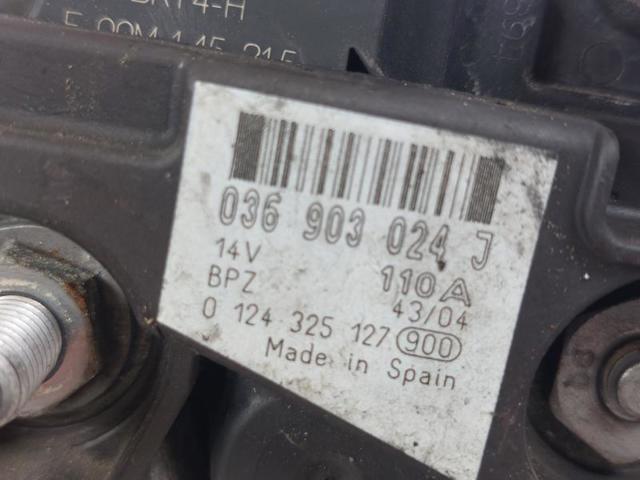 036 903 024 J
14V 110A
BPZ 43/04
0 124 325 127 900
Made in Spain